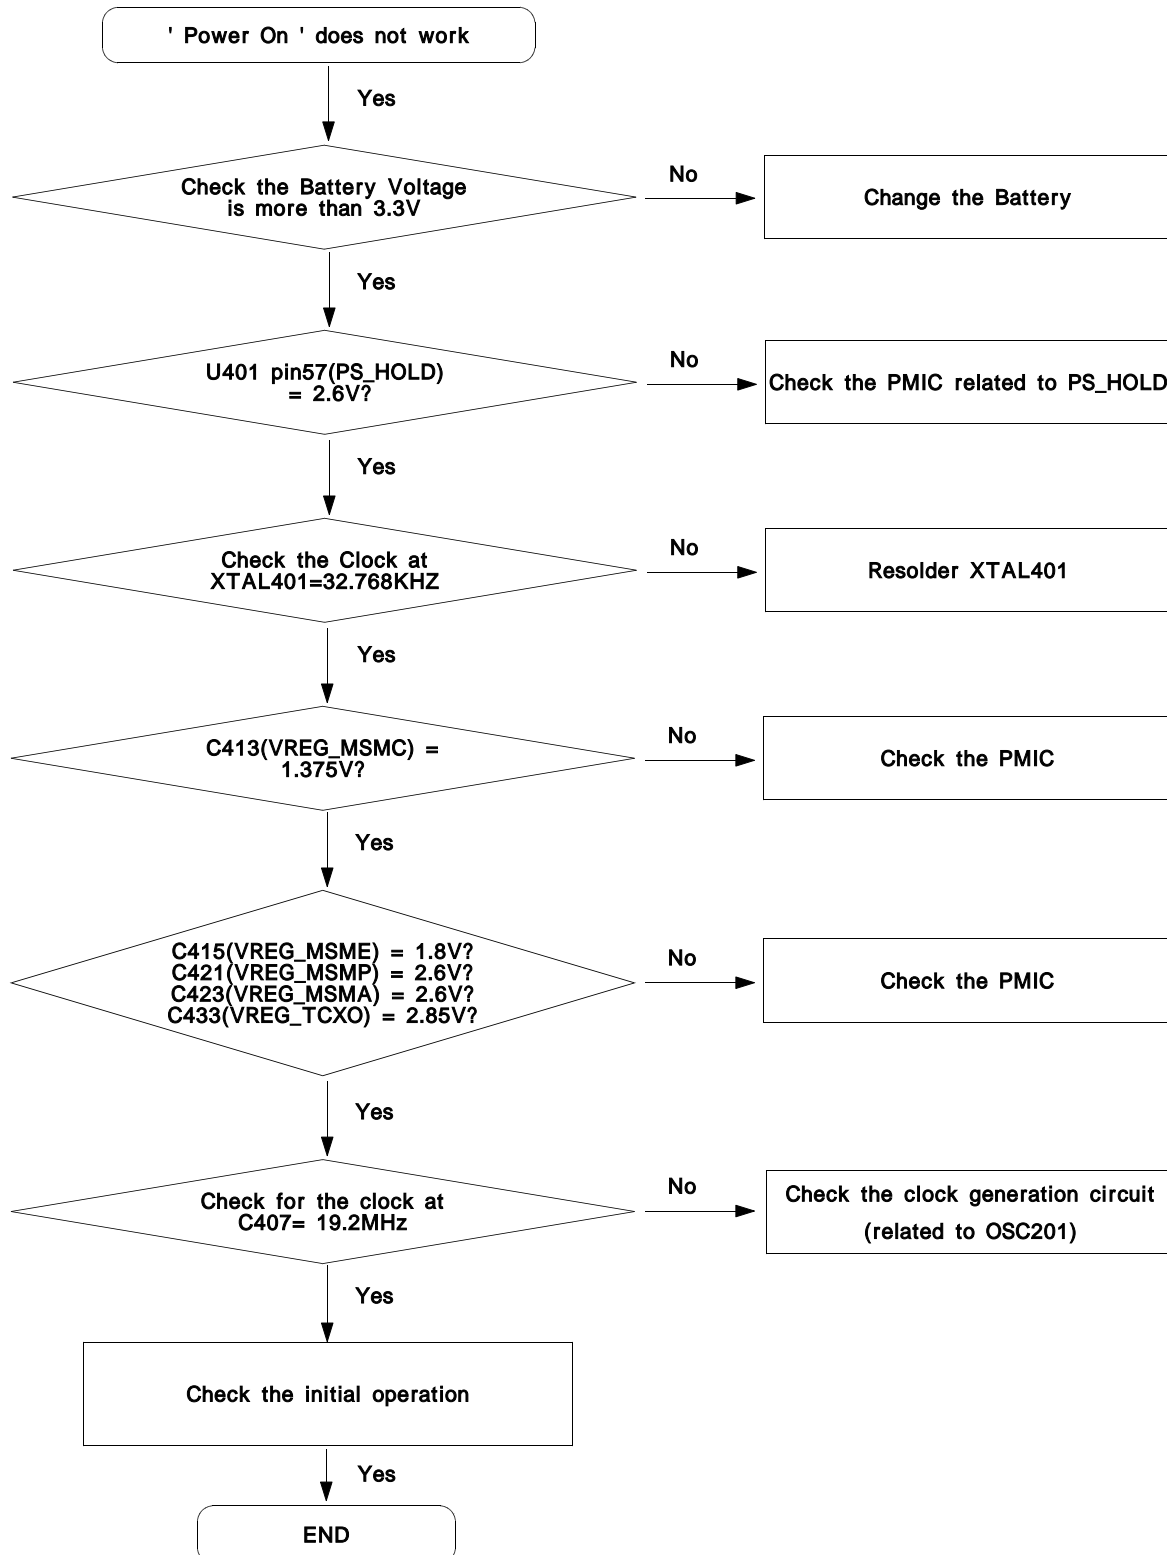 ' Power On ' does not work
Yes
Check the Battery Voltage
is more than 3.3V
No
Change the Battery
Yes
U401 pin57(PS_HOLD)
= 2.6V?
No
Check the PMIC related to PS_HOLD
Yes
Check the Clock at
XTAL401=32.768KHZ
No
Resolder XTAL401
Yes
C413(VREG_MSMC) =
1.375V?
No
Check the PMIC
Yes
C415(VREG_MSME) = 1.8V?
C421(VREG_MSMP) = 2.6V?
C423(VREG_MSMA) = 2.6V?
C433(VREG_TCXO) = 2.85V?
No
Check the PMIC
Yes
Check for the clock at
C407= 19.2MHz
No
Check the clock generation circuit
(related to OSC201)
Yes
Check the initial operation
Yes
END